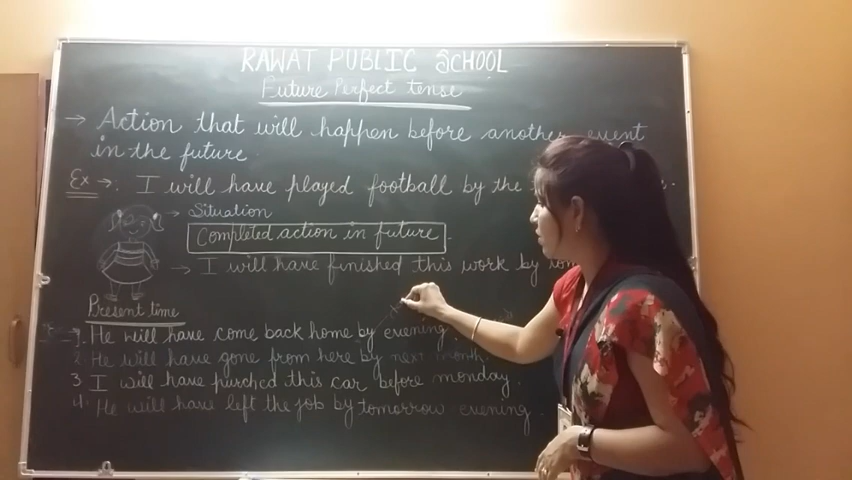 RAWAT PUBLIC SCHOOL
Future Perfect tense
→ Action that will happen before another event
in the future
Ex →: I will have played football by the
→ Situation
Completed action in future
→ I will have finished this work by
Present time
1. He will have come back home by evening
2. He will have gone from here by next month.
3 I will have purched this car before monday.
4. He will have left the job by tomorrow evening.